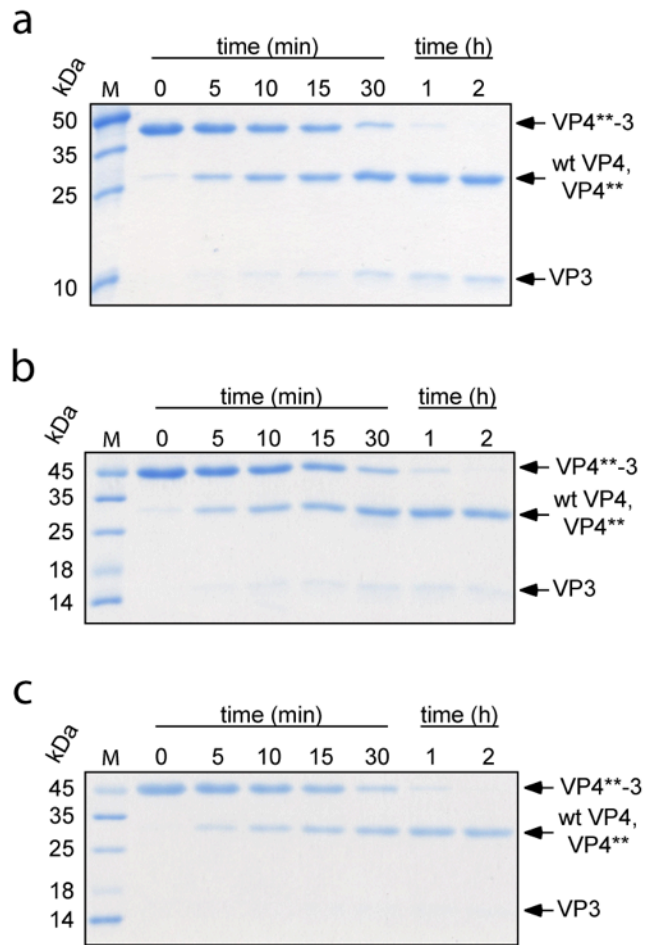 a
time (min) time (h)
kDa M 0 5 10 15 30 1 2
50 VP4**-3
35
wt VP4,
25 VP4**
10 VP3
b
time (min) time (h)
kDa M 0 5 10 15 30 1 2
45 VP4**-3
35
wt VP4,
25 VP4**
18
14 VP3
c
time (min) time (h)
kDa M 0 5 10 15 30 1 2
45 VP4**-3
35
wt VP4,
25 VP4**
18
14 VP3